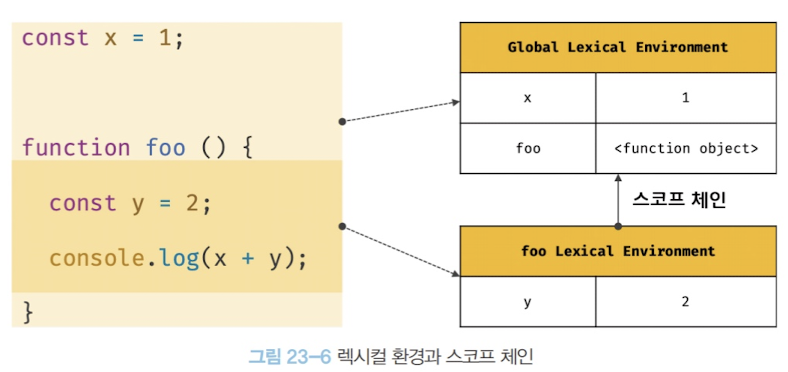 const x = 1;
function foo () {
const y = 2;
console.log(x + y);
}
Global Lexical Environment
x 1
foo <function object>
스코프 체인
foo Lexical Environment
y 2
그림 23-6 렉시컬 환경과 스코프 체인